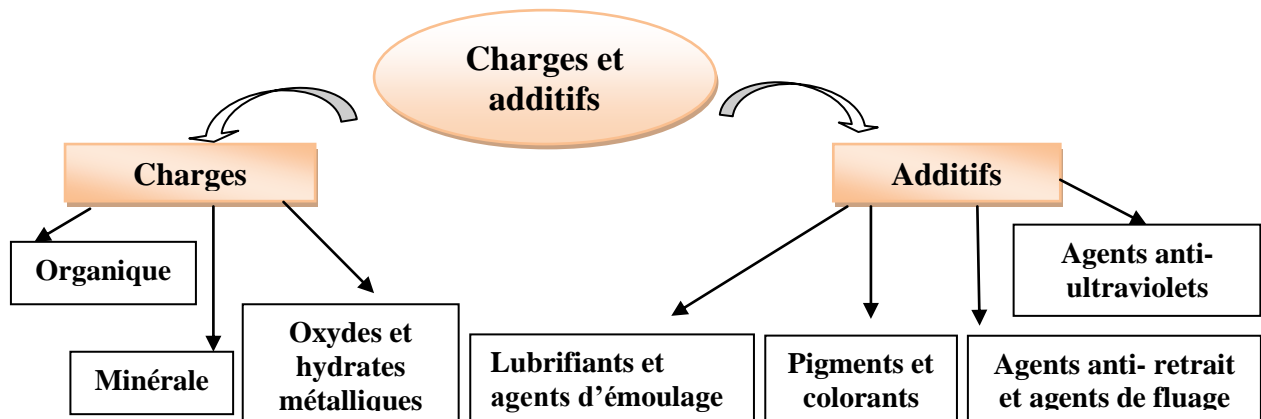 Charges et
additifs
Charges
Additifs
Organique
Minérale
Oxydes et
hydrates
métalliques
Lubrifiants et
agents d’émoulage
Pigments et
colorants
Agents anti- retrait
et agents de fluage
Agents anti-
ultraviolets